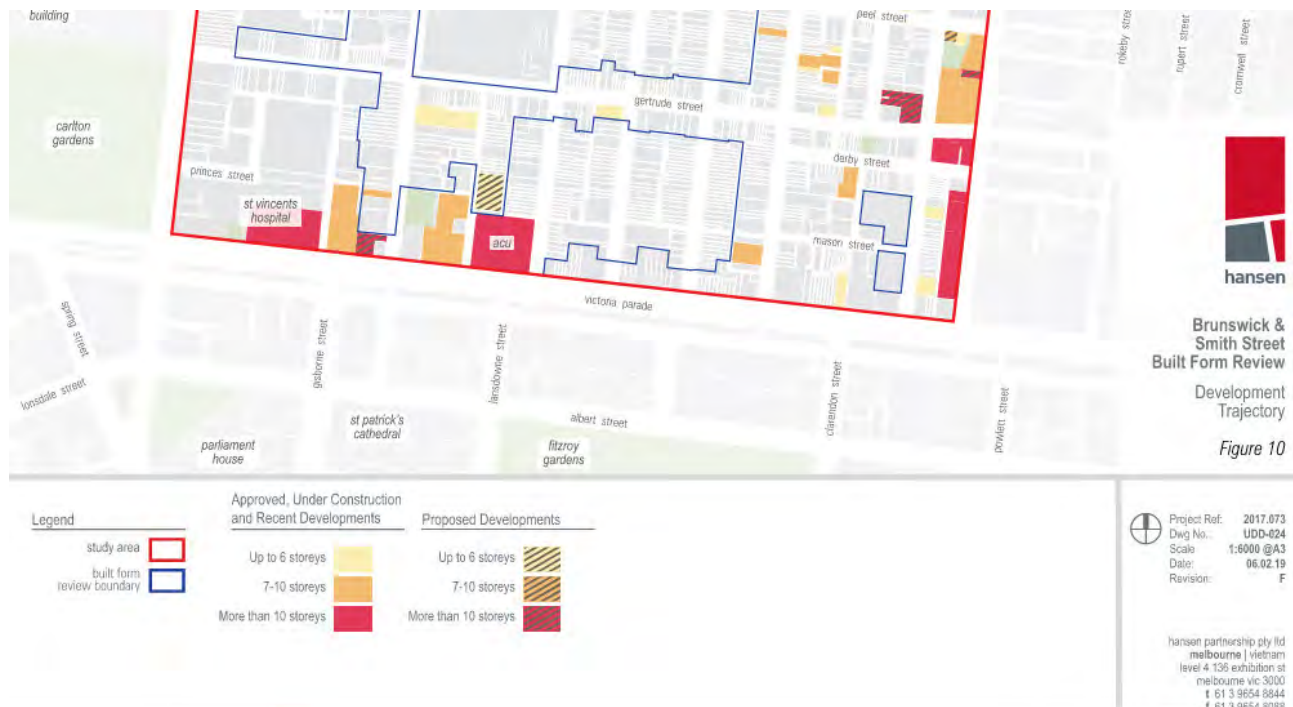 building
peel street
rokeby street
rupert street
cromwell street
carlton
gardens
gertrude street
derby street
princes street
st vincents
hospital
acu
mason street
hansen
victoria parade
spring street
gisborne street
lansdowne street
clarendon street
powlett street
lonsdale street
albert street
st patrick's
cathedral
parliament
house
fitzroy
gardens
Brunswick &
Smith Street
Built Form Review
Development
Trajectory
Figure 10
Legend
study area
built form
review boundary
Approved, Under Construction
and Recent Developments
Up to 6 storeys
7-10 storeys
More than 10 storeys
Proposed Developments
Up to 6 storeys
7-10 storeys
More than 10 storeys
Project Ref: 2017.073
Dwg No.: UDD-024
Scale 1:6000 @A3
Date: 06.02.19
Revision: F
hansen partnership pty ltd
melbourne | vietnam
level 4 136 exhibition st
melbourne vic 3000
t 61 3 9654 8844
f 61 3 9654 8088